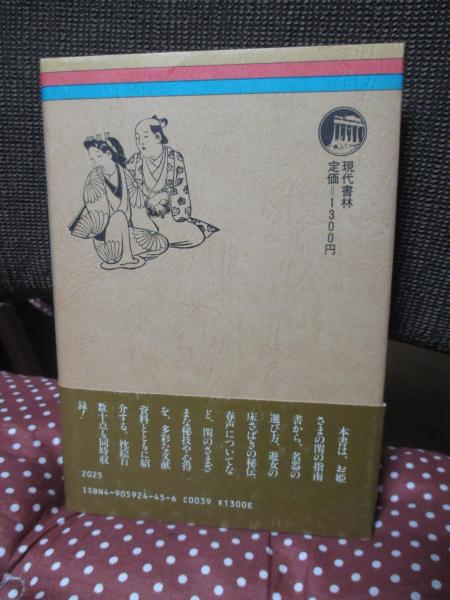 現代書林
定価=1300円
本書は、お姫
さまの閨の指南
書から、名器の
選び方、遊女の
床さばきの秘伝、
春声についてな
ど、閨のさまざ
まな秘技や心得
を、多彩な文献
資料とともに紹
介する。枕絵百
数十点も同時収
録！
2025
ISBN4-905924-45-6 C0039 ¥1300E